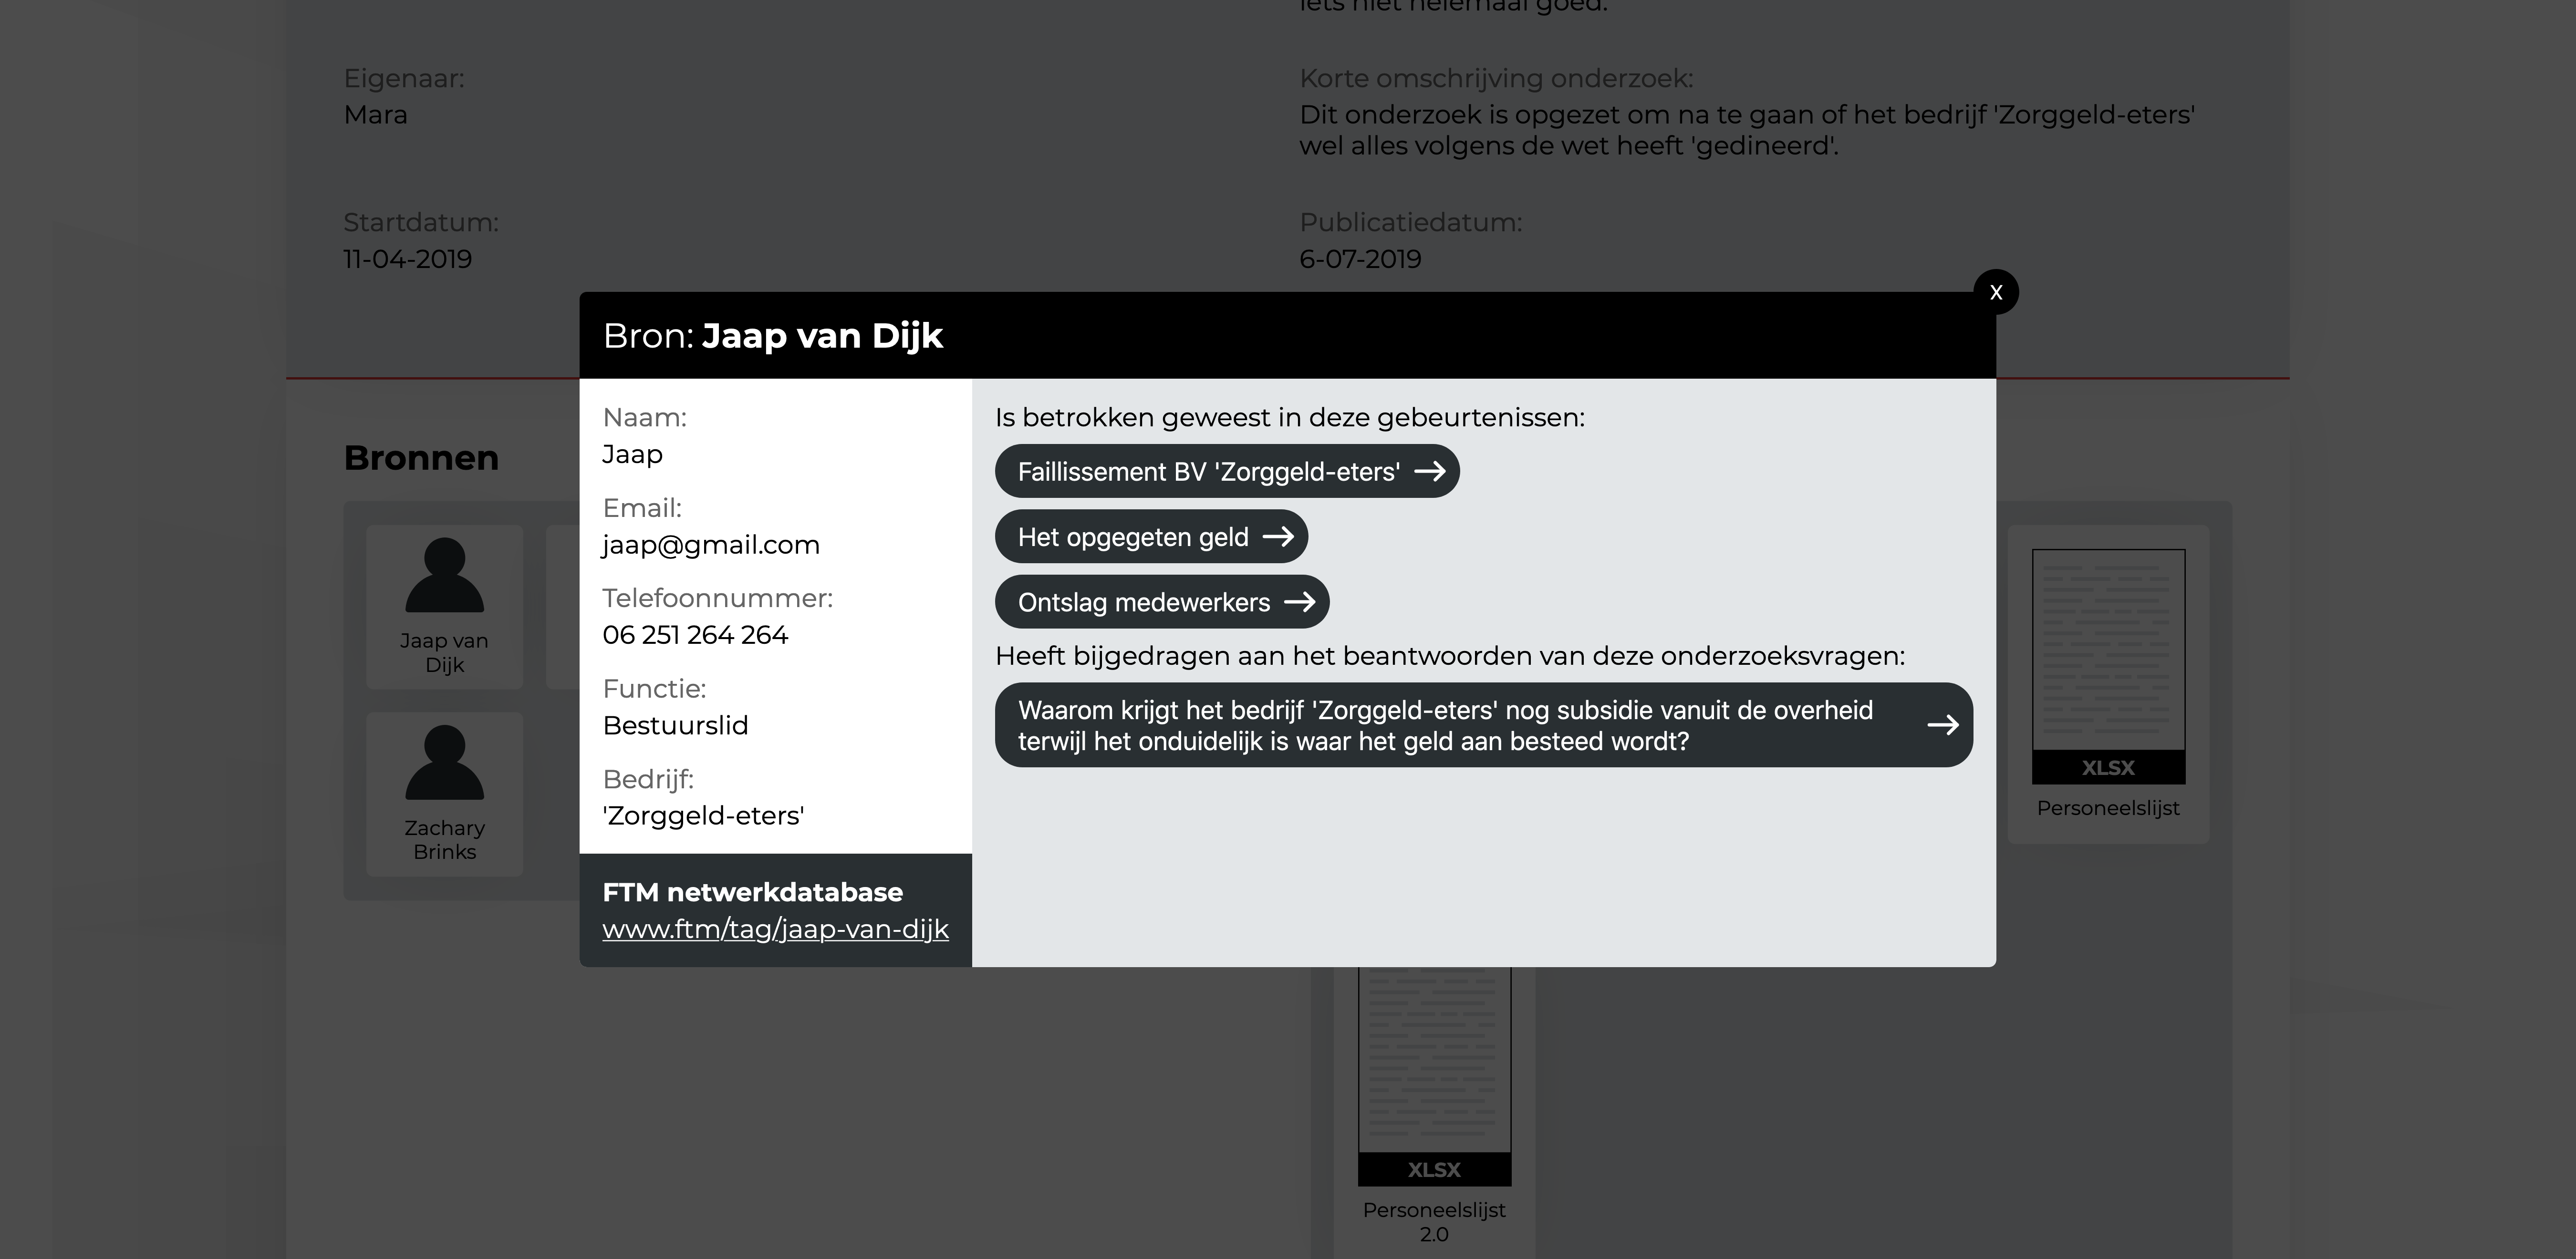 iets niet helemaal goed.
Eigenaar:
Mara
Korte omschrijving onderzoek:
Dit onderzoek is opgezet om na te gaan of het bedrijf 'Zorggeld-eters'
wel alles volgens de wet heeft 'gedineerd'.
Startdatum:
11-04-2019
Publicatiedatum:
6-07-2019
X
Bron: Jaap van Dijk
Naam:
Jaap
Email:
jaap@gmail.com
Telefoonnummer:
06 251 264 264
Functie:
Bestuurslid
Bedrijf:
'Zorggeld-eters'
FTM netwerkdatabase
www.ftm/tag/jaap-van-dijk
Is betrokken geweest in deze gebeurtenissen:
Faillissement BV 'Zorggeld-eters' →
Het opgegeten geld →
Ontslag medewerkers →
Heeft bijgedragen aan het beantwoorden van deze onderzoeksvragen:
Waarom krijgt het bedrijf 'Zorggeld-eters' nog subsidie vanuit de overheid
terwijl het onduidelijk is waar het geld aan besteed wordt? →
Bronnen
Jaap van
Dijk
Zachary
Brinks
XLSX
Personeelslijst
XLSX
Personeelslijst
2.0